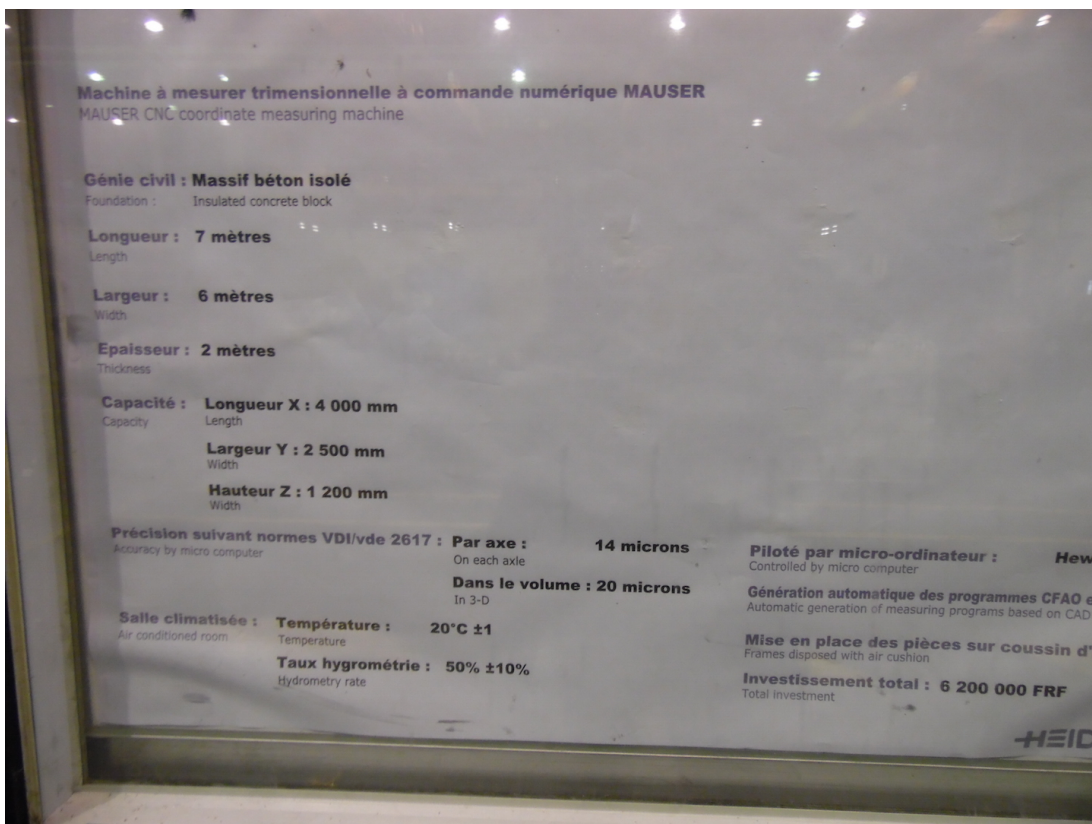 Machine à mesurer trimensionnelle à commande numérique MAUSER
MAUSER CNC coordinate measuring machine
Génie civil : Massif béton isolé
Foundation : Insulated concrete block
Longueur : 7 mètres
Length
Largeur : 6 mètres
Width
Epaisseur : 2 mètres
Thickness
Capacité : Longueur X : 4 000 mm
Capacity Length
Largeur Y : 2 500 mm
Width
Hauteur Z : 1 200 mm
Width
Précision suivant normes VDI/vde 2617 : Par axe : 14 microns
Accuracy by micro computer On each axle
Dans le volume : 20 microns
In 3-D
Salle climatisée : Température : 20°C ±1
Air conditioned room Temperature
Taux hygrométrie : 50% ±10%
Hydrometry rate
Piloté par micro-ordinateur : Hew
Controlled by micro computer
Génération automatique des programmes CFAO e
Automatic generation of measuring programs based on CAD
Mise en place des pièces sur coussin d'
Frames disposed with air cushion
Investissement total : 6 200 000 FRF
Total investment
HEID